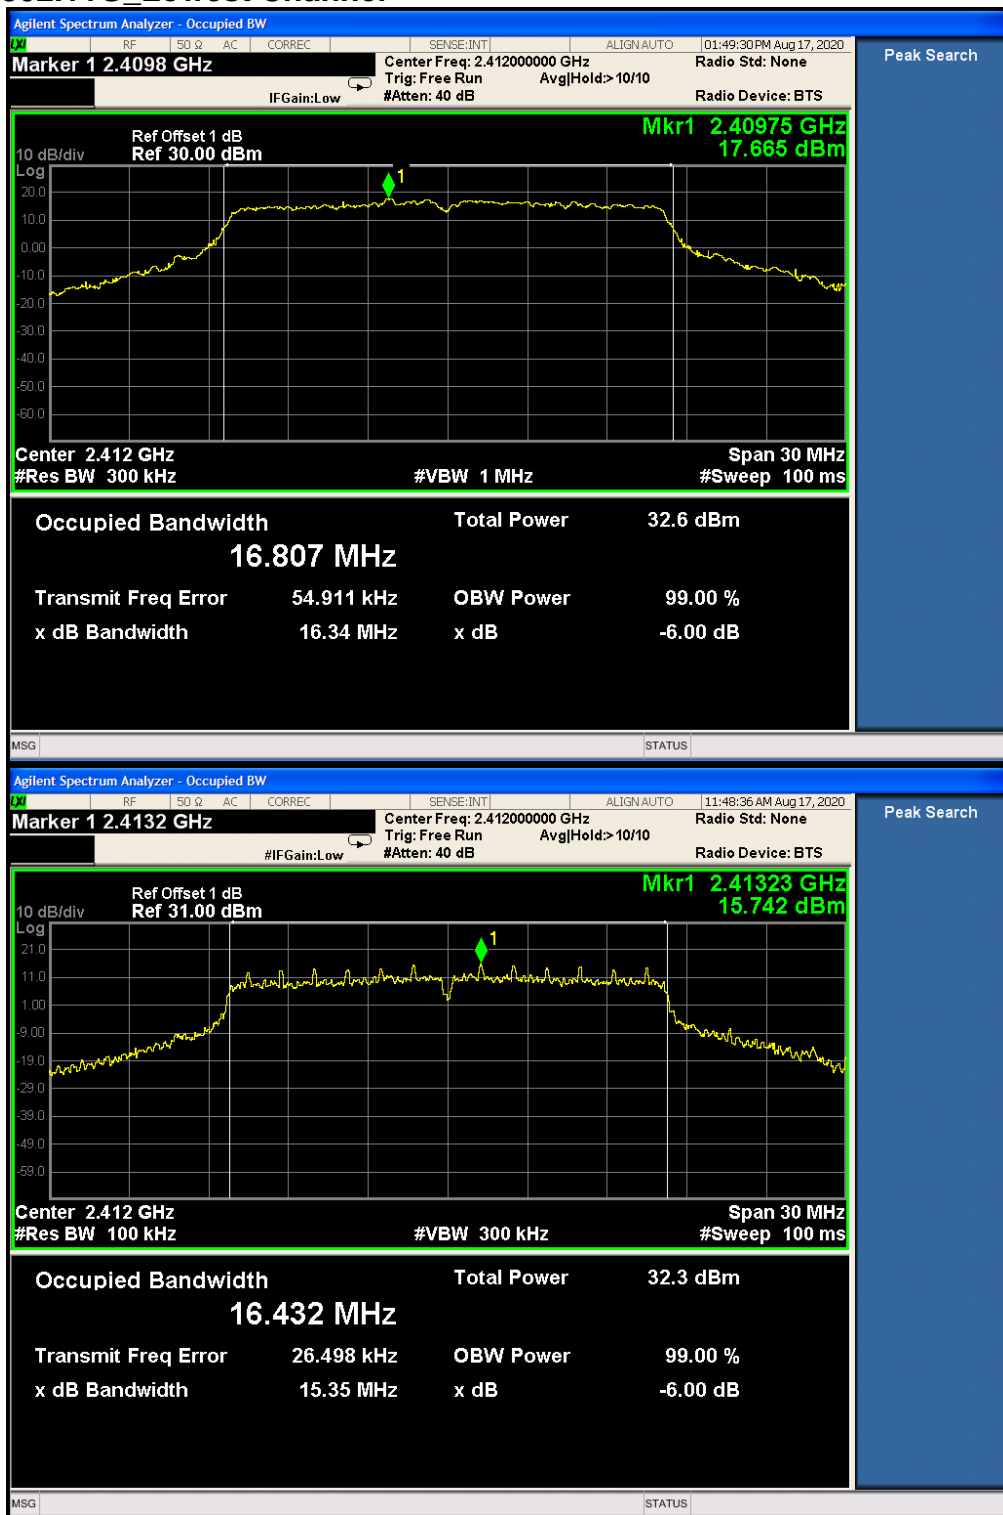 Agilent Spectrum Analyzer - Occupied BW
LXI RF 50 Ω AC CORREC SENSE:INT ALIGN AUTO 01:49:30 PM Aug 17, 2020
Marker 1 2.4098 GHz
Center Freq: 2.412000000 GHz
Radio Std: None
Trig: Free Run Avg|Hold:>10/10
IFGain:Low #Atten: 40 dB Radio Device: BTS
Peak Search
Mkr1 2.40975 GHz
17.665 dBm
Ref Offset 1 dB
10 dB/div Ref 30.00 dBm
Log
1
20.0
10.0
0.00
-10.0
-20.0
-30.0
-40.0
-50.0
-60.0
Center 2.412 GHz Span 30 MHz
#Res BW 300 kHz #VBW 1 MHz #Sweep 100 ms
Occupied Bandwidth Total Power 32.6 dBm
16.807 MHz
Transmit Freq Error 54.911 kHz OBW Power 99.00 %
x dB Bandwidth 16.34 MHz x dB -6.00 dB
MSG STATUS
Agilent Spectrum Analyzer - Occupied BW
LXI RF 50 Ω AC CORREC SENSE:INT ALIGN AUTO 11:48:36 AM Aug 17, 2020
Marker 1 2.4132 GHz
Center Freq: 2.412000000 GHz
Radio Std: None
Trig: Free Run Avg|Hold:>10/10
#IFGain:Low #Atten: 40 dB Radio Device: BTS
Peak Search
Mkr1 2.41323 GHz
15.742 dBm
Ref Offset 1 dB
10 dB/div Ref 31.00 dBm
Log
1
21.0
11.0
1.00
-9.00
-19.0
-29.0
-39.0
-49.0
-59.0
Center 2.412 GHz Span 30 MHz
#Res BW 100 kHz #VBW 300 kHz #Sweep 100 ms
Occupied Bandwidth Total Power 32.3 dBm
16.432 MHz
Transmit Freq Error 26.498 kHz OBW Power 99.00 %
x dB Bandwidth 15.35 MHz x dB -6.00 dB
MSG STATUS